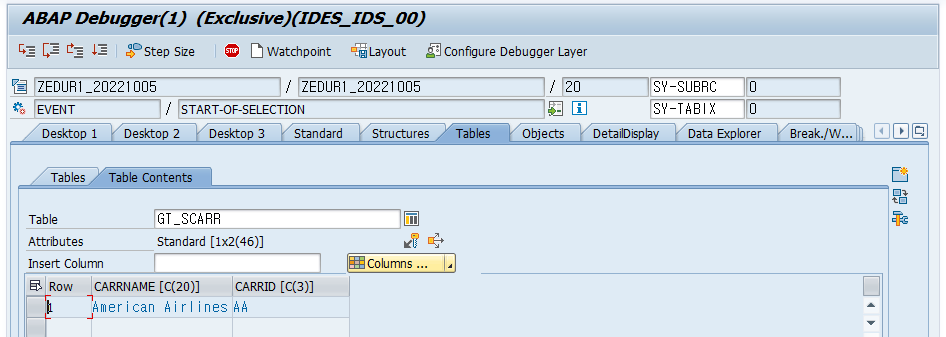 ABAP Debugger(1) (Exclusive)(IDES_IDS_00)
Step Size STOP Watchpoint Layout Configure Debugger Layer
ZEDUR1_20221005 / ZEDUR1_20221005 / 20 SY-SUBRC 0
EVENT / START-OF-SELECTION SY-TABIX 0
Desktop 1 Desktop 2 Desktop 3 Standard Structures Tables Objects DetailDisplay Data Explorer Break./W...
Tables Table Contents
Table GT_SCARR
Attributes Standard [1x2(46)]
Insert Column Columns ...
Row CARRNAME [C(20)] CARRID [C(3)]
1 American Airlines AA